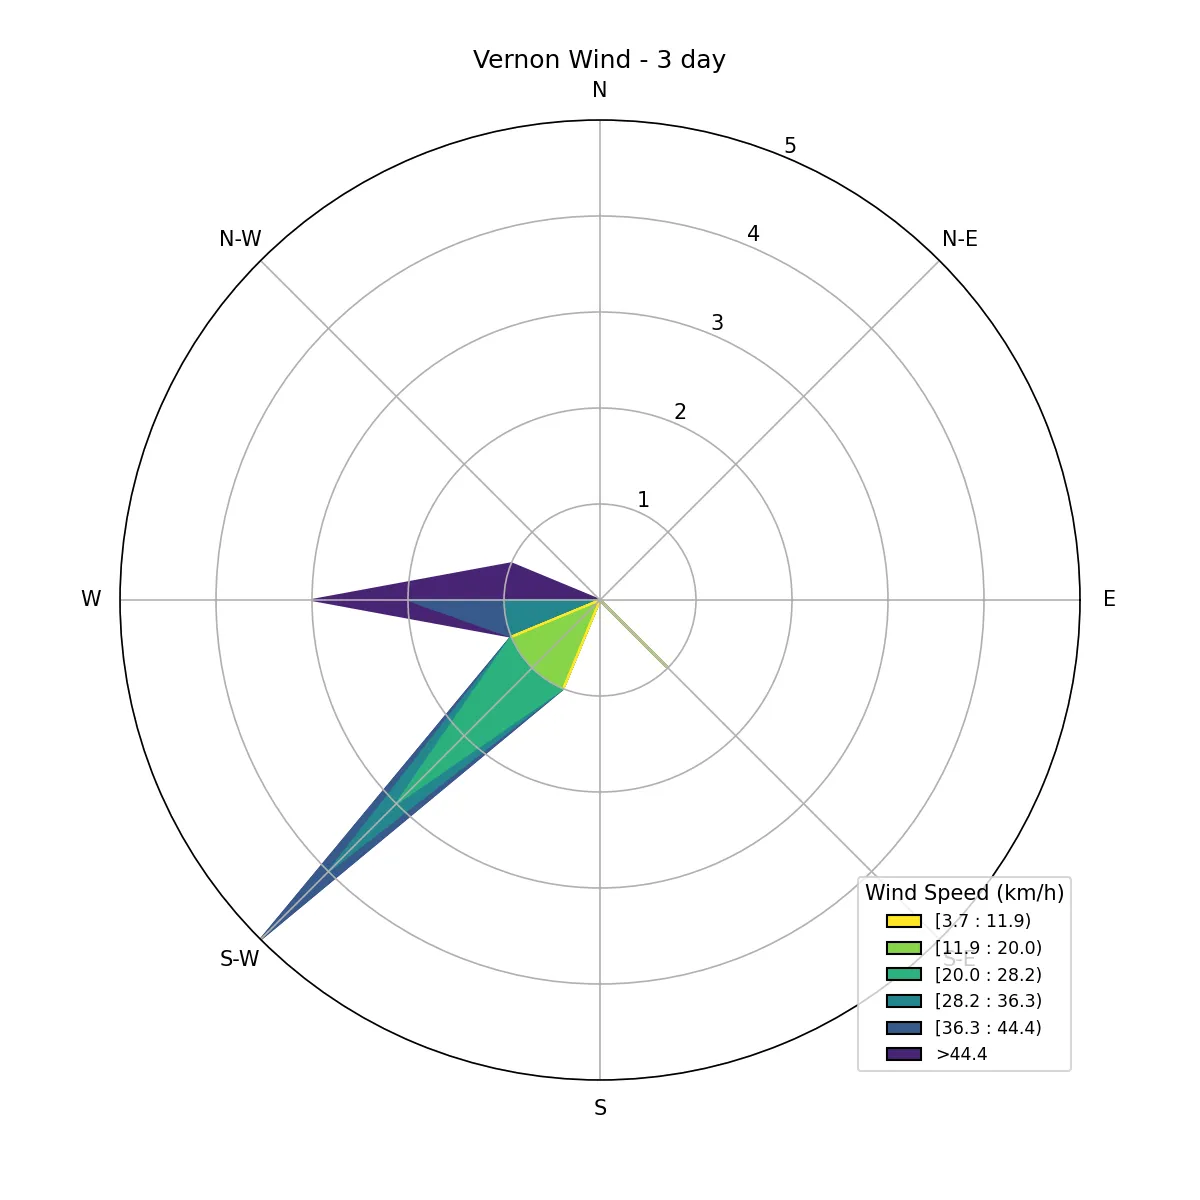 Vernon Wind - 3 day
N
5
N-W
N-E
4
3
2
1
W
E
S-W
S-E
S
Wind Speed (km/h)
[3.7 : 11.9)
[11.9 : 20.0)
[20.0 : 28.2)
[28.2 : 36.3)
[36.3 : 44.4)
>44.4